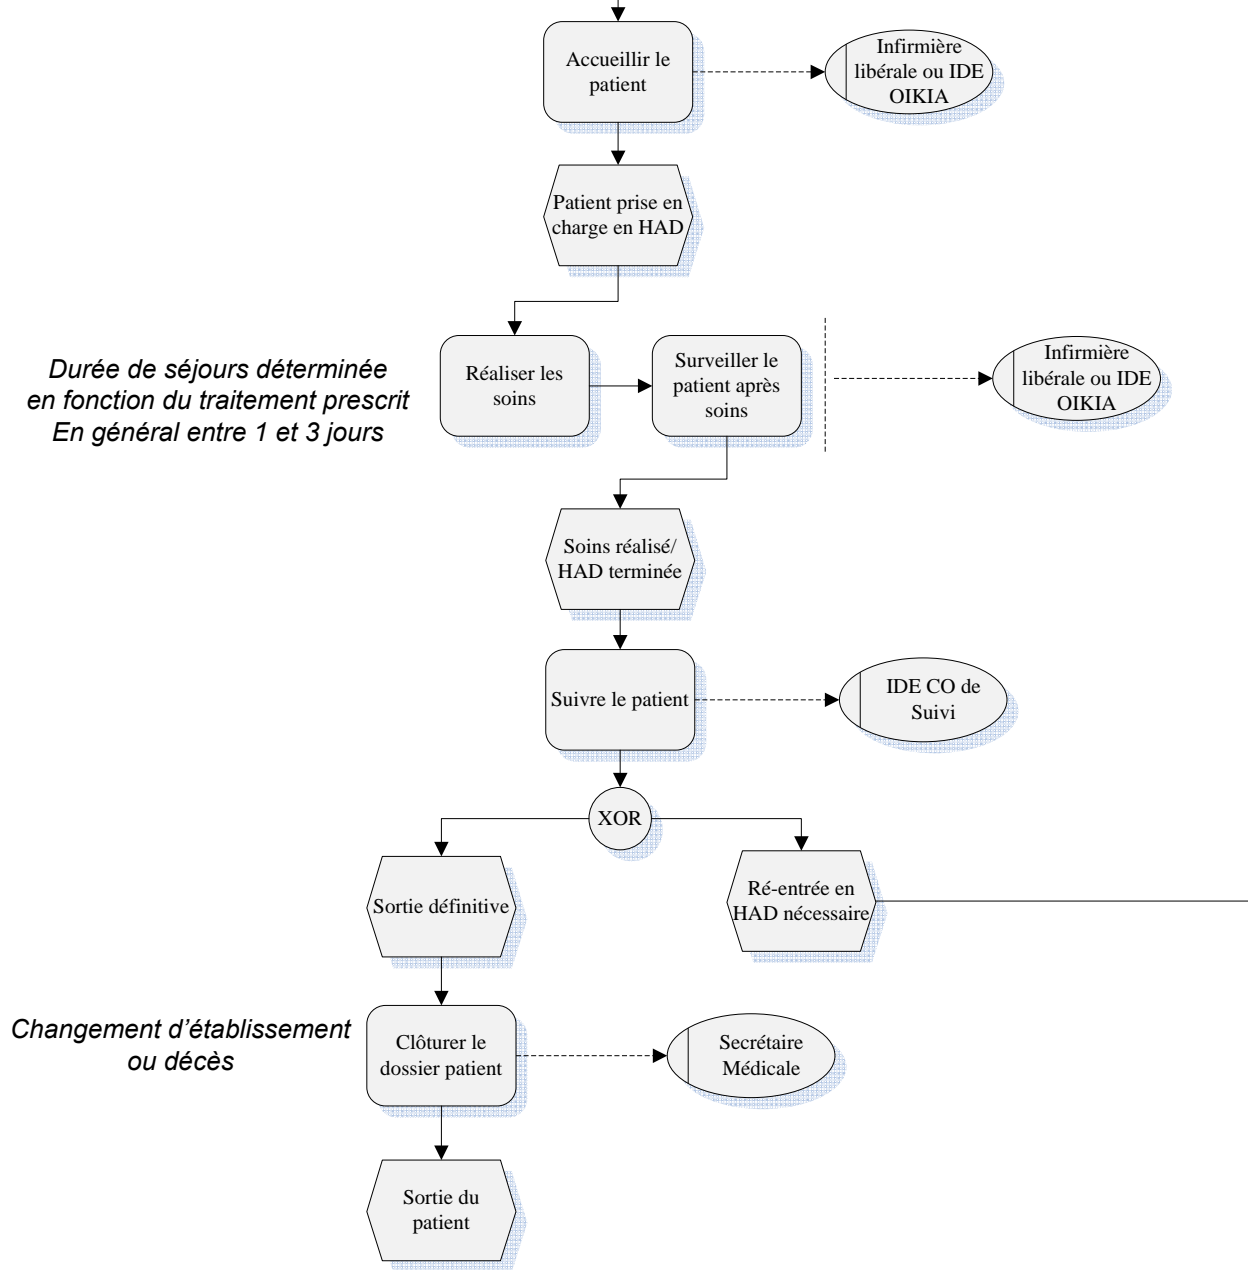 Accueillir le
patient
Infirmière
libérale ou IDE
OIKIA
Patient prise en
charge en HAD
Durée de séjours déterminée
en fonction du traitement prescrit
En général entre 1 et 3 jours
Réaliser les
soins
Surveiller le
patient après
soins
Infirmière
libérale ou IDE
OIKIA
Soins réalisé/
HAD terminée
Suivre le patient
IDE CO de
Suivi
XOR
Sortie définitive
Ré-entrée en
HAD nécessaire
Changement d’établissement
ou décès
Clôturer le
dossier patient
Secrétaire
Médicale
Sortie du
patient